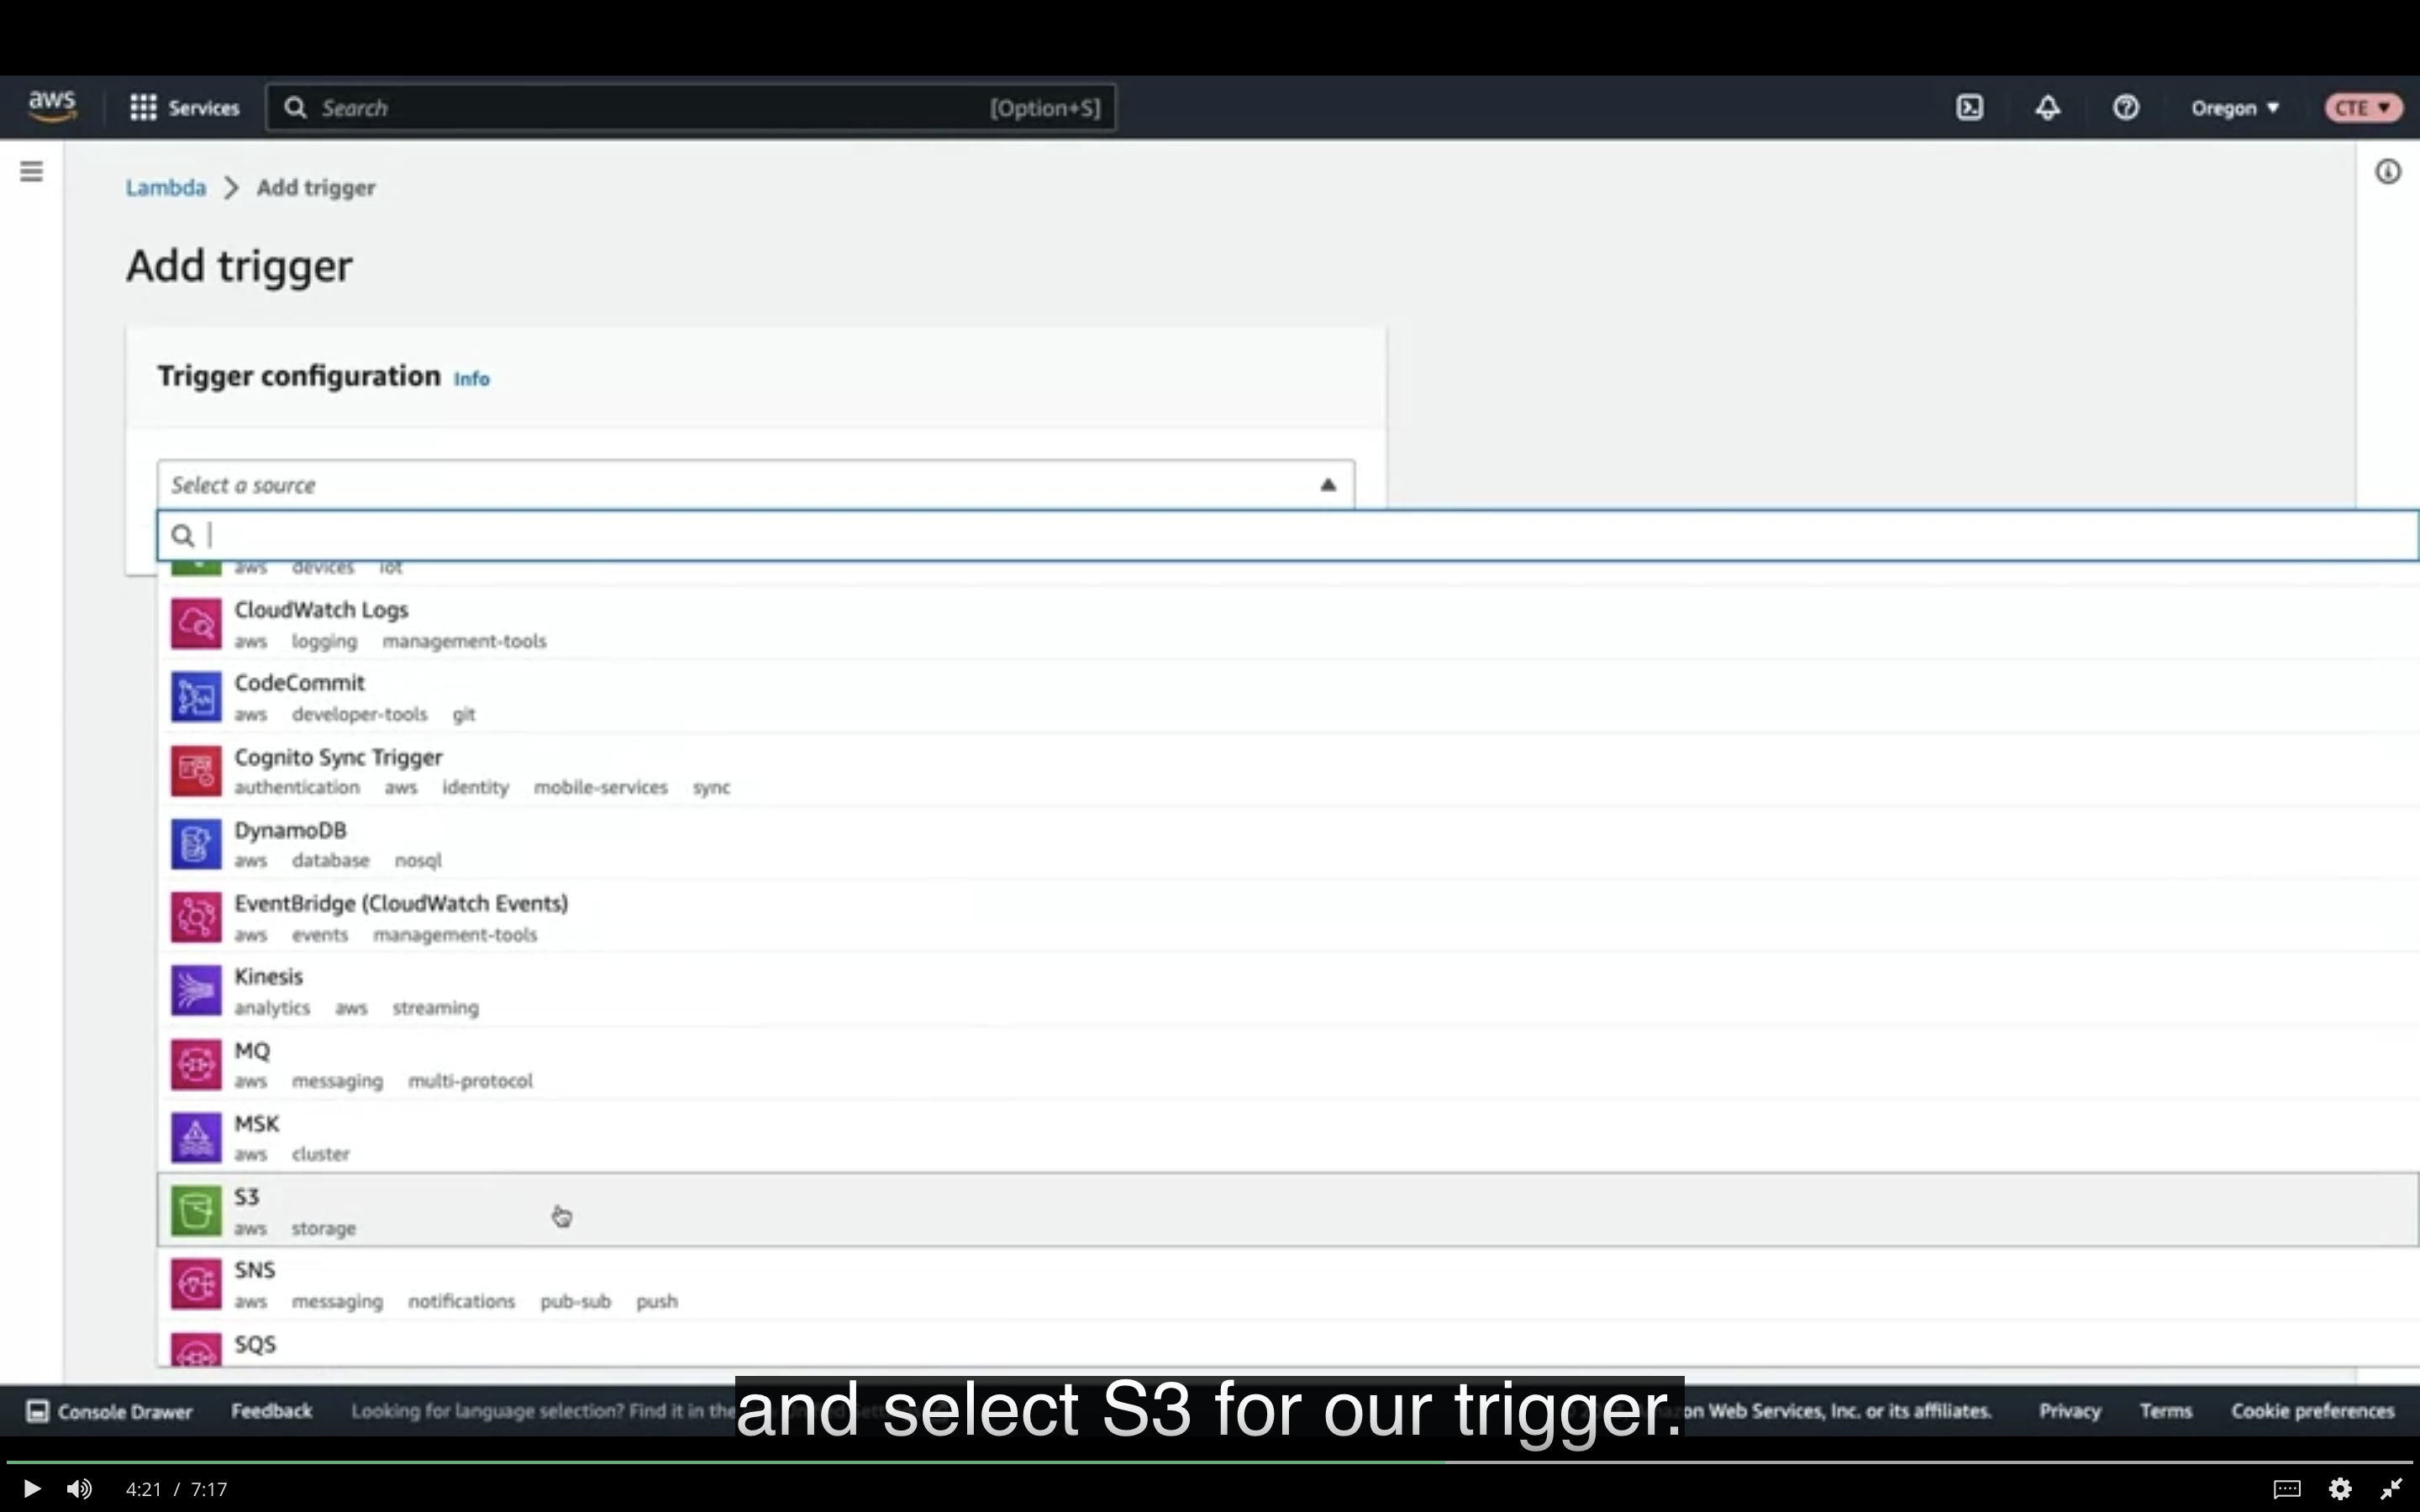 aws
Services
Search
[Option+S]
Oregon
CTE
Lambda
Add trigger
Add trigger
Trigger configuration Info
Select a source
aws devices iot
CloudWatch Logs
aws logging management-tools
CodeCommit
aws developer-tools git
Cognito Sync Trigger
authentication aws identity mobile-services sync
DynamoDB
aws database nosql
EventBridge (CloudWatch Events)
aws events management-tools
Kinesis
analytics aws streaming
MQ
aws messaging multi-protocol
MSK
aws cluster
S3
aws storage
SNS
aws messaging notifications pub-sub push
SQS
Console Drawer
Feedback
Looking for language selection? Find it in the
and select S3 for our trigger.
on Web Services, Inc. or its affiliates.
Privacy
Terms
Cookie preferences
4:21 / 7:17